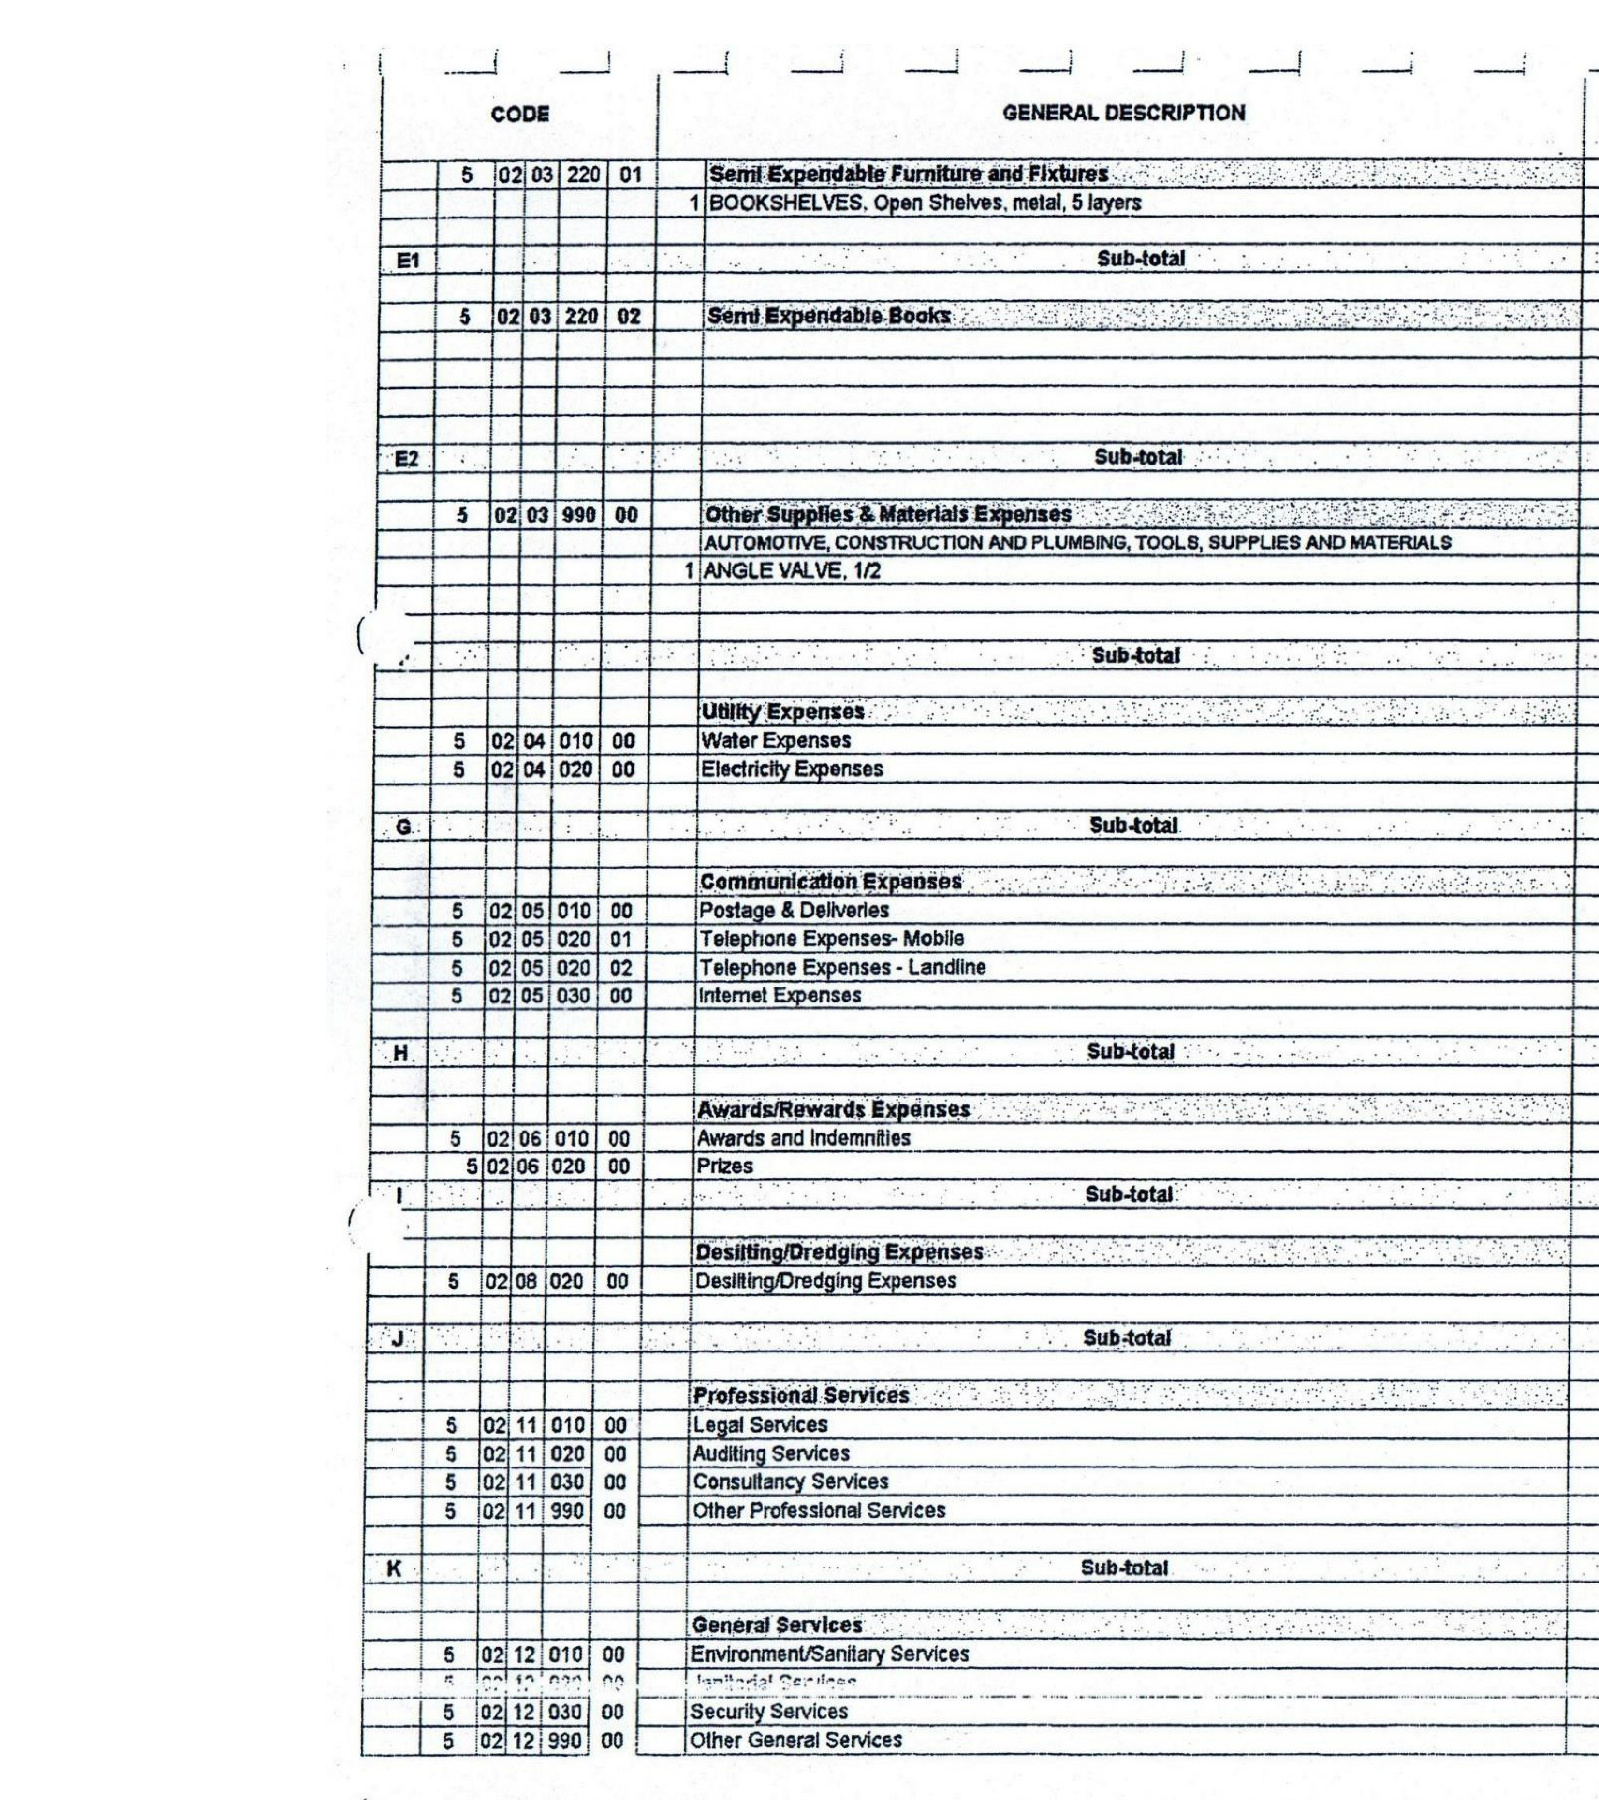 CODE GENERAL DESCRIPTION
5 02 03 220 01 Semi Expendable Furniture and Fixtures
1 BOOKSHELVES, Open Shelves, metal, 5 layers
E1 Sub-total
5 02 03 220 02 Semi Expendable Books
E2 Sub-total
5 02 03 990 00 Other Supplies & Materials Expenses
AUTOMOTIVE, CONSTRUCTION AND PLUMBING, TOOLS, SUPPLIES AND MATERIALS
1 ANGLE VALVE, 1/2
Sub-total
Utility Expenses
5 02 04 010 00 Water Expenses
5 02 04 020 00 Electricity Expenses
G Sub-total
Communication Expenses
5 02 05 010 00 Postage & Deliveries
5 02 05 020 01 Telephone Expenses- Mobile
5 02 05 020 02 Telephone Expenses - Landline
5 02 05 030 00 Internet Expenses
H Sub-total
Awards/Rewards Expenses
5 02 06 010 00 Awards and Indemnities
5 02 06 020 00 Prizes
I Sub-total
Desilting/Dredging Expenses
5 02 08 020 00 Desilting/Dredging Expenses
J Sub-total
Professional Services
5 02 11 010 00 Legal Services
5 02 11 020 00 Auditing Services
5 02 11 030 00 Consultancy Services
5 02 11 990 00 Other Professional Services
K Sub-total
General Services
5 02 12 010 00 Environment/Sanitary Services
Janitorial Services
5 02 12 030 00 Security Services
5 02 12 990 00 Other General Services